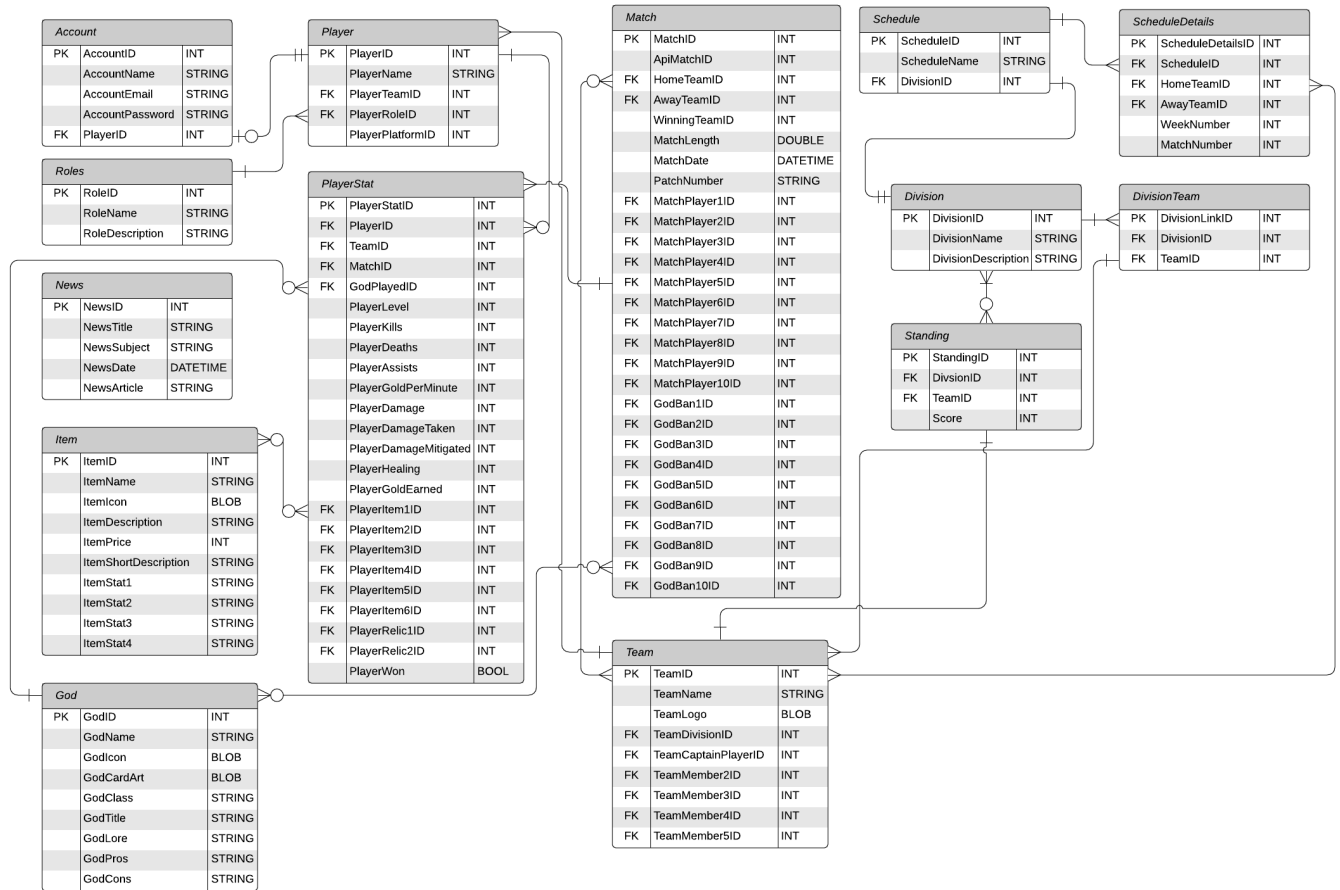 Account
PK AccountID INT
AccountName STRING
AccountEmail STRING
AccountPassword STRING
FK PlayerID INT
Roles
PK RoleID INT
RoleName STRING
RoleDescription STRING
News
PK NewsID INT
NewsTitle STRING
NewsSubject STRING
NewsDate DATETIME
NewsArticle STRING
Item
PK ItemID INT
ItemName STRING
ItemIcon BLOB
ItemDescription STRING
ItemPrice INT
ItemShortDescription STRING
ItemStat1 STRING
ItemStat2 STRING
ItemStat3 STRING
ItemStat4 STRING
God
PK GodID INT
GodName STRING
GodIcon BLOB
GodCardArt BLOB
GodClass STRING
GodTitle STRING
GodLore STRING
GodPros STRING
GodCons STRING
Player
PK PlayerID INT
PlayerName STRING
FK PlayerTeamID INT
FK PlayerRoleID INT
PlayerPlatformID INT
PlayerStat
PK PlayerStatID INT
FK PlayerID INT
FK TeamID INT
FK MatchID INT
FK GodPlayedID INT
PlayerLevel INT
PlayerKills INT
PlayerDeaths INT
PlayerAssists INT
PlayerGoldPerMinute INT
PlayerDamage INT
PlayerDamageTaken INT
PlayerDamageMitigated INT
PlayerHealing INT
PlayerGoldEarned INT
FK PlayerItem1ID INT
FK PlayerItem2ID INT
FK PlayerItem3ID INT
FK PlayerItem4ID INT
FK PlayerItem5ID INT
FK PlayerItem6ID INT
FK PlayerRelic1ID INT
FK PlayerRelic2ID INT
PlayerWon BOOL
Match
PK MatchID INT
ApiMatchID INT
FK HomeTeamID INT
FK AwayTeamID INT
WinningTeamID INT
MatchLength DOUBLE
MatchDate DATETIME
PatchNumber STRING
FK MatchPlayer1ID INT
FK MatchPlayer2ID INT
FK MatchPlayer3ID INT
FK MatchPlayer4ID INT
FK MatchPlayer5ID INT
FK MatchPlayer6ID INT
FK MatchPlayer7ID INT
FK MatchPlayer8ID INT
FK MatchPlayer9ID INT
FK MatchPlayer10ID INT
FK GodBan1ID INT
FK GodBan2ID INT
FK GodBan3ID INT
FK GodBan4ID INT
FK GodBan5ID INT
FK GodBan6ID INT
FK GodBan7ID INT
FK GodBan8ID INT
FK GodBan9ID INT
FK GodBan10ID INT
Team
PK TeamID INT
TeamName STRING
TeamLogo BLOB
FK TeamDivisionID INT
FK TeamCaptainPlayerID INT
FK TeamMember2ID INT
FK TeamMember3ID INT
FK TeamMember4ID INT
FK TeamMember5ID INT
Schedule
PK ScheduleID INT
ScheduleName STRING
FK DivisionID INT
Division
PK DivisionID INT
DivisionName STRING
DivisionDescription STRING
Standing
PK StandingID INT
FK DivsionID INT
FK TeamID INT
Score INT
ScheduleDetails
PK ScheduleDetailsID INT
FK ScheduleID INT
FK HomeTeamID INT
FK AwayTeamID INT
WeekNumber INT
MatchNumber INT
DivisionTeam
PK DivisionLinkID INT
FK DivisionID INT
FK TeamID INT